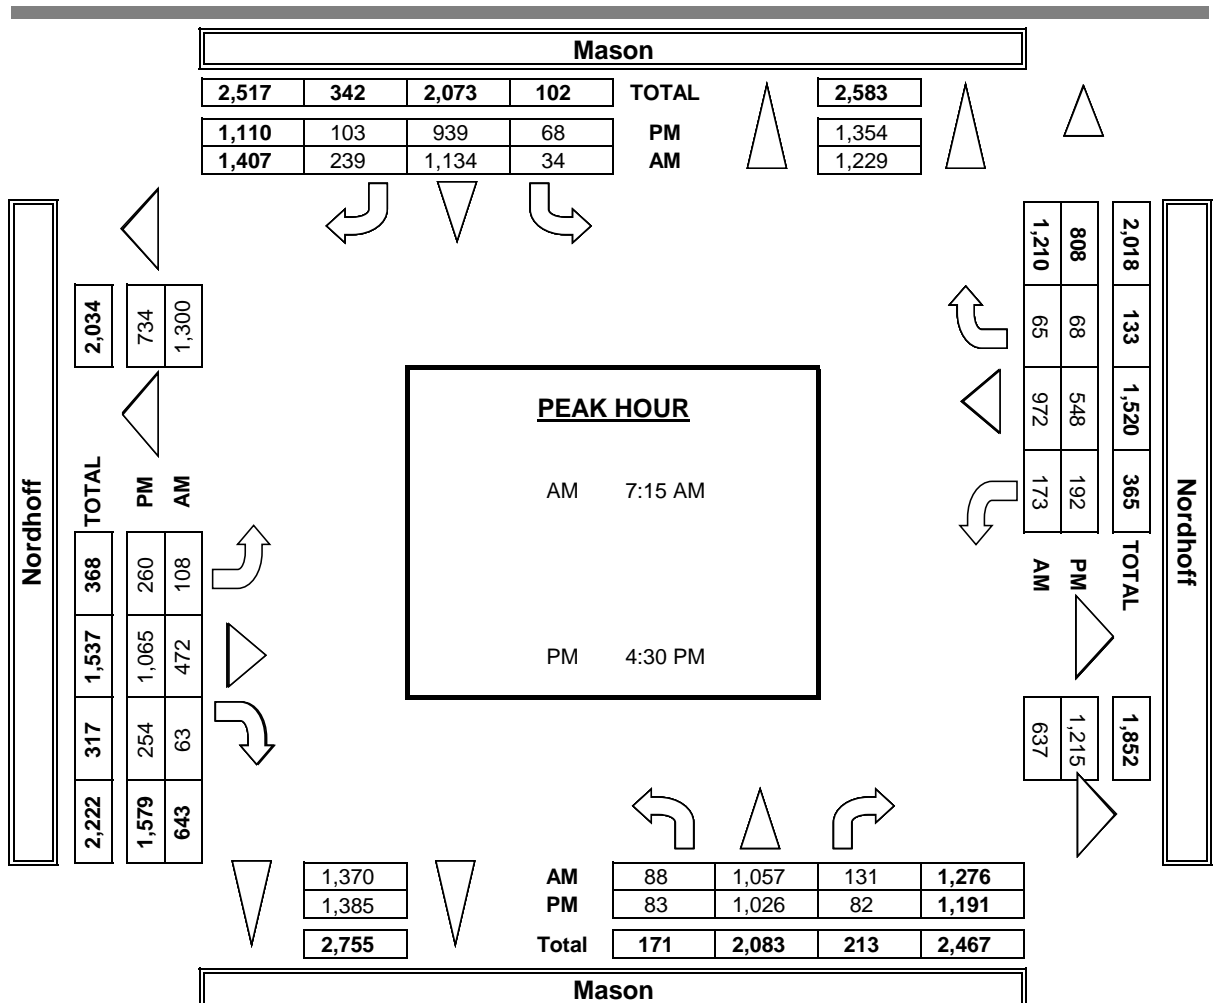 Mason
2,517 342 2,073 102 TOTAL 2,583
1,110 103 939 68 PM 1,354
1,407 239 1,134 34 AM 1,229
Nordhoff
2,034
734
1,300
TOTAL
PM
AM
368 1,537 317 2,222
260 1,065 254 1,579
108 472 63 643
PEAK HOUR
AM 7:15 AM
PM 4:30 PM
2,018 133 1,520 365 TOTAL 1,852
808 68 548 192 PM 1,215
1,210 65 972 173 AM 637
Nordhoff
1,370 AM 88 1,057 131 1,276
1,385 PM 83 1,026 82 1,191
2,755 Total 171 2,083 213 2,467
Mason